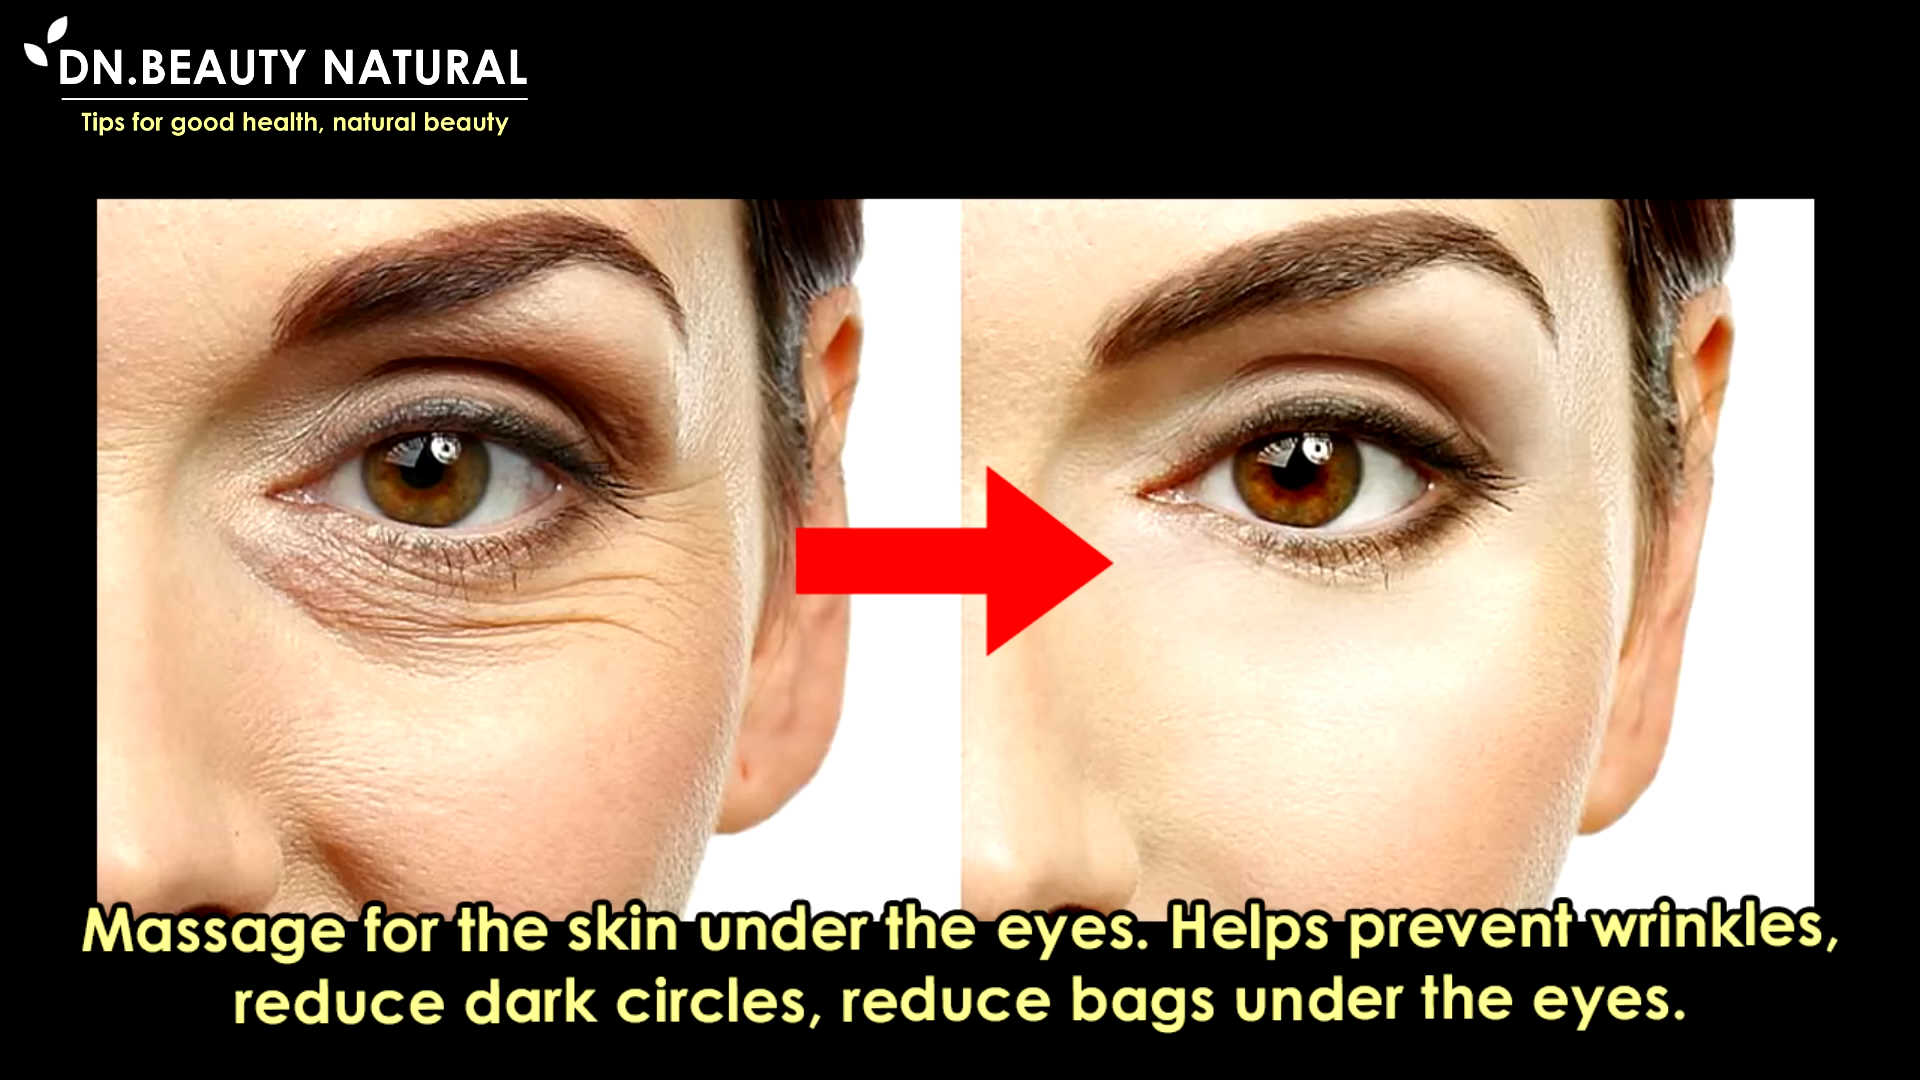 DN.BEAUTY NATURAL
Tips for good health, natural beauty
Massage for the skin under the eyes. Helps prevent wrinkles,
reduce dark circles, reduce bags under the eyes.